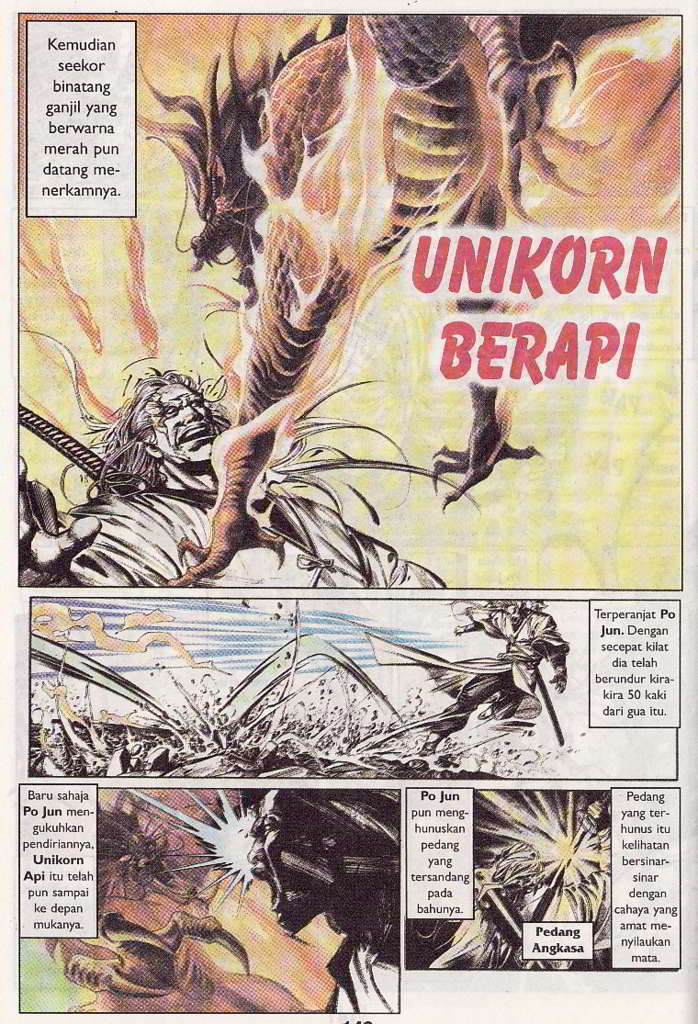 Kemudian
seekor
binatang
ganjil yang
berwarna
merah pun
datang me-
nerkamnya.
UNIKORN
BERAPI
Terperanjat Po
Jun. Dengan
secepat kilat
dia telah
berundur kira-
kira 50 kaki
dari gua itu.
Baru sahaja
Po Jun men-
gukuhkan
pendiriannya,
Unikorn
Api itu telah
pun sampai
ke depan
mukanya.
Po Jun
pun meng-
hunuskan
pedang
yang
tersandang
pada
bahunya.
Pedang
Angkasa
Pedang
yang ter-
hunus itu
kelihatan
bersinar-
sinar
dengan
cahaya yang
amat me-
nyilaukan
mata.